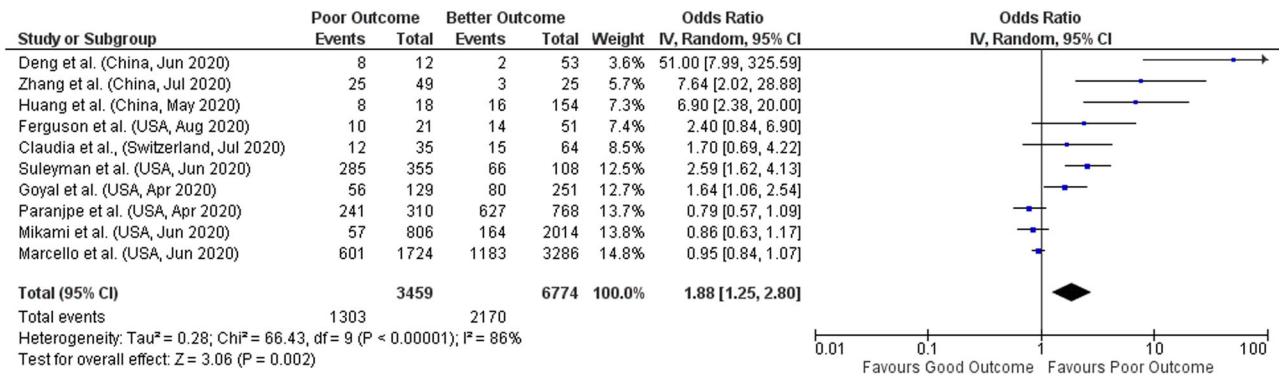 Poor Outcome Better Outcome Odds Ratio Odds Ratio
Study or Subgroup Events Total Events Total Weight IV, Random, 95% CI IV, Random, 95% CI
Deng et al. (China, Jun 2020) 8 12 2 53 3.6% 51.00 [7.99, 325.59]
Zhang et al. (China, Jul 2020) 25 49 3 25 5.7% 7.64 [2.02, 28.88]
Huang et al. (China, May 2020) 8 18 16 154 7.3% 6.90 [2.38, 20.00]
Ferguson et al. (USA, Aug 2020) 10 21 14 51 7.4% 2.40 [0.84, 6.90]
Claudia et al., (Switzerland, Jul 2020) 12 35 15 64 8.5% 1.70 [0.69, 4.22]
Suleyman et al. (USA, Jun 2020) 285 355 66 108 12.5% 2.59 [1.62, 4.13]
Goyal et al. (USA, Apr 2020) 56 129 80 251 12.7% 1.64 [1.06, 2.54]
Paranjpe et al. (USA, Apr 2020) 241 310 627 768 13.7% 0.79 [0.57, 1.09]
Mikami et al. (USA, Jun 2020) 57 806 164 2014 13.8% 0.86 [0.63, 1.17]
Marcello et al. (USA, Jun 2020) 601 1724 1183 3286 14.8% 0.95 [0.84, 1.07]
Total (95% CI) 3459 6774 100.0% 1.88 [1.25, 2.80]
Total events 1303 2170
Heterogeneity: Tau² = 0.28; Chi² = 66.43, df = 9 (P < 0.00001); I² = 86%
Test for overall effect: Z = 3.06 (P = 0.002)
0.01 0.1 1 10 100
Favours Good Outcome Favours Poor Outcome